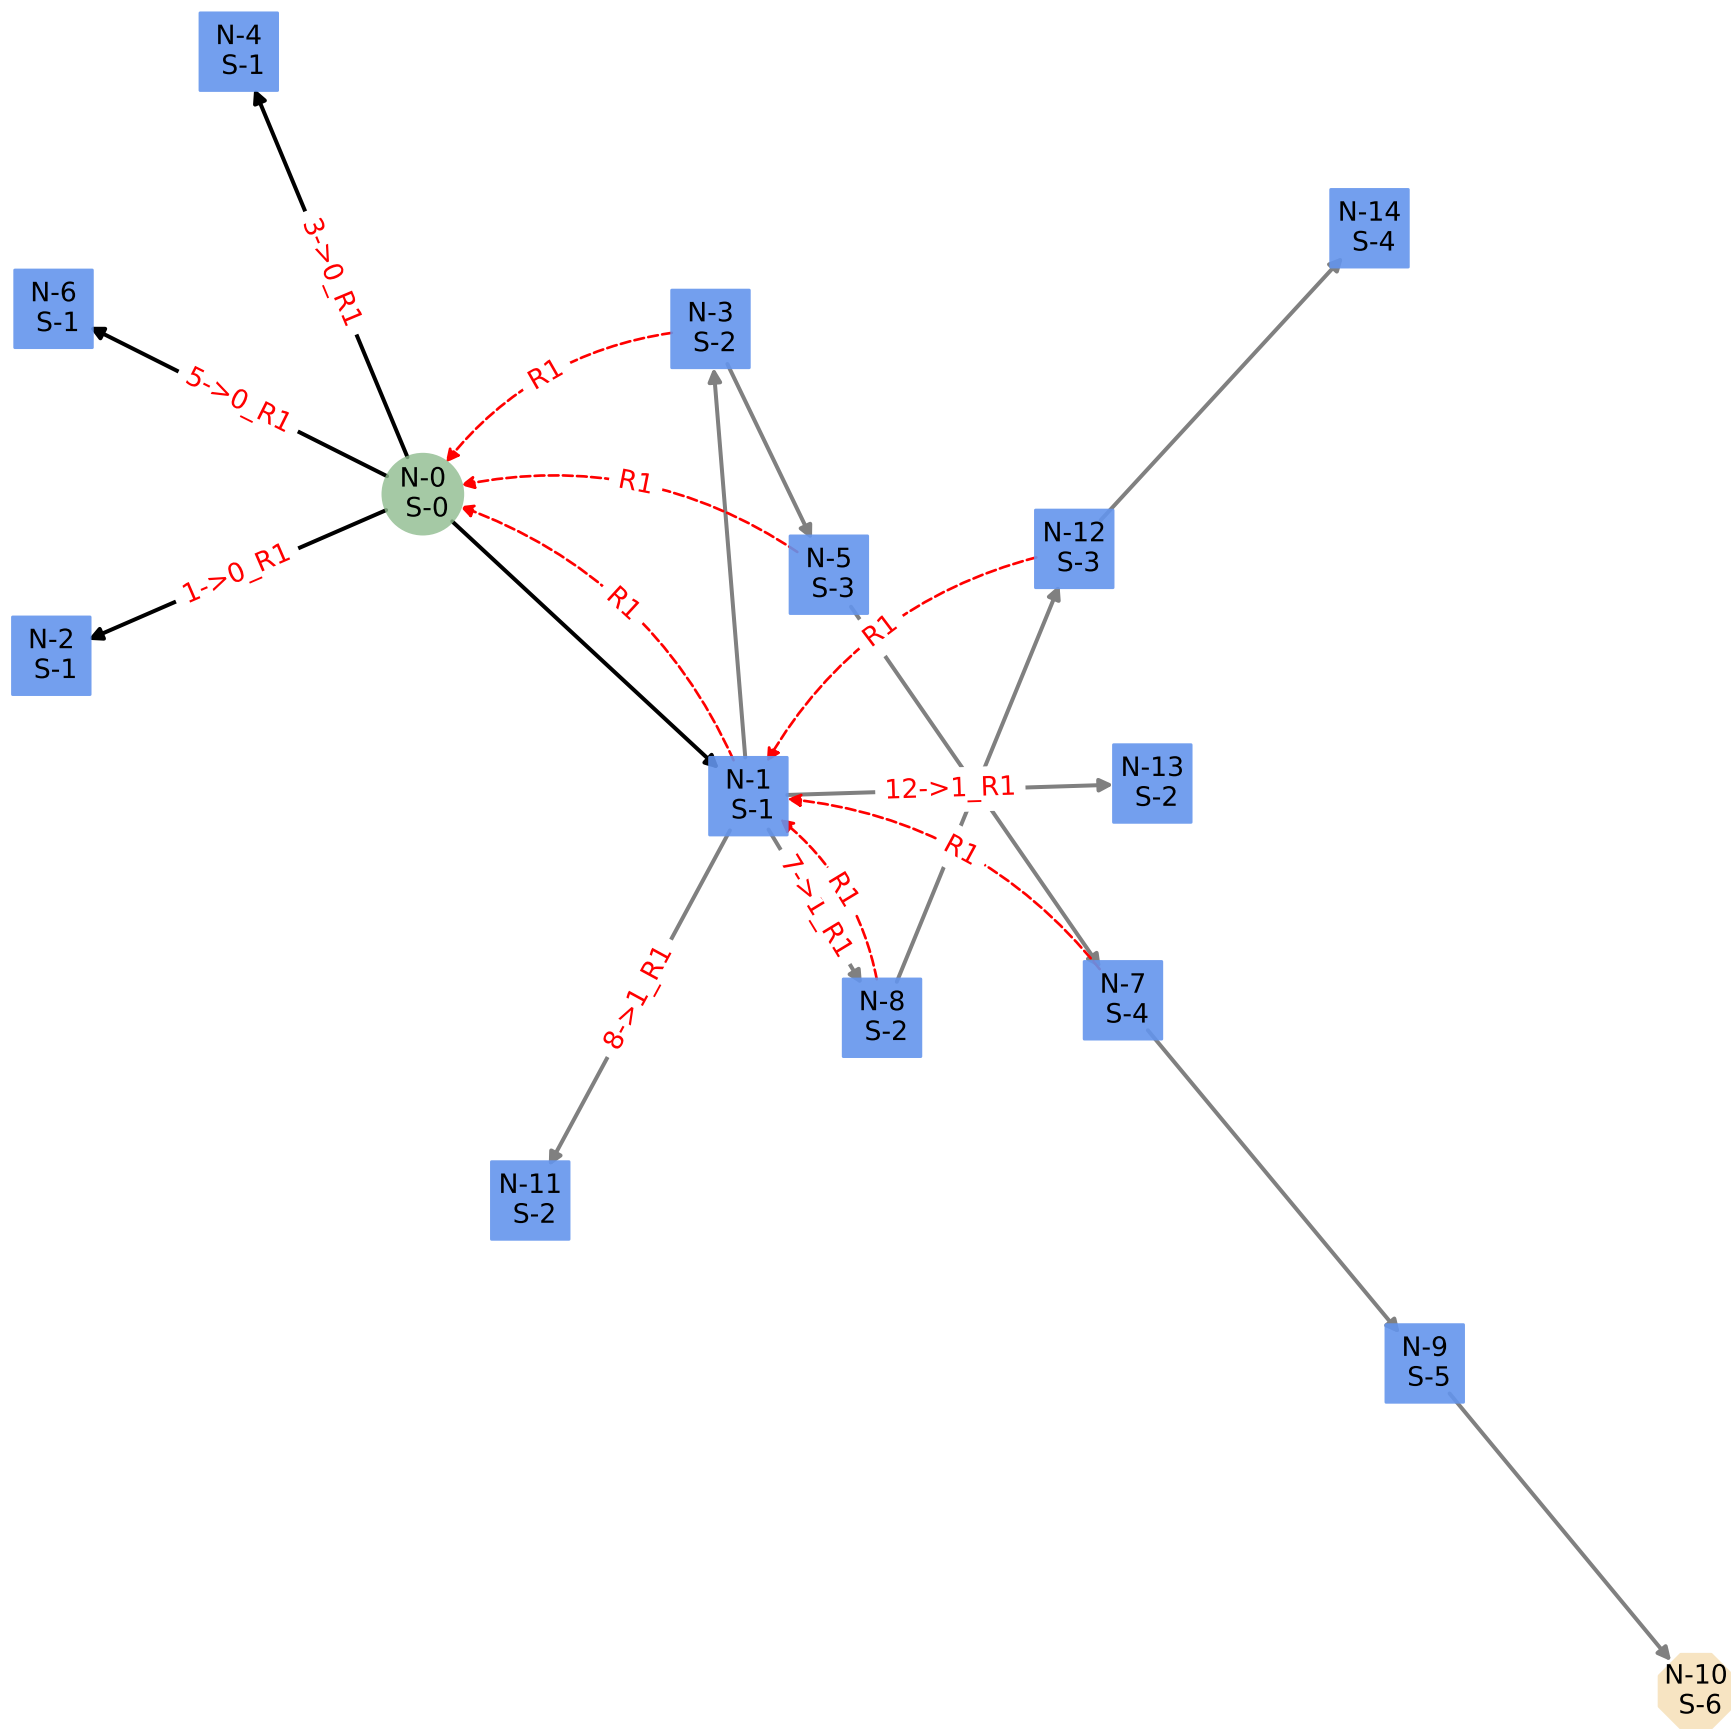 N-4
S-1
N-14
S-4
3->0_R1
N-6
S-1
N-3
S-2
R1
5->0_R1
N-0
S-0
R1
N-12
S-3
N-5
S-3
1->0_R1
R1
R1
N-2
S-1
N-13
S-2
N-1
S-1
12->1_R1
R1
R1
7->1_R1
8->1_R1
N-7
S-4
N-8
S-2
N-11
S-2
N-9
S-5
N-10
S-6